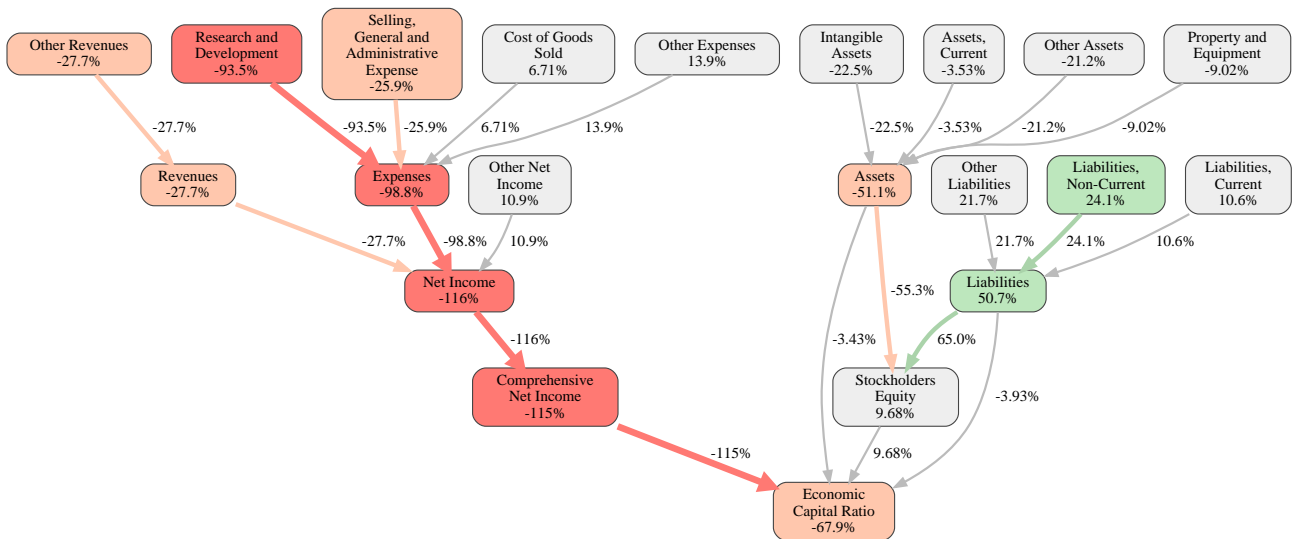 Other Revenues
-27.7%
Research and
Development
-93.5%
Selling,
General and
Administrative
Expense
-25.9%
Cost of Goods
Sold
6.71%
Other Expenses
13.9%
Intangible
Assets
-22.5%
Assets,
Current
-3.53%
Other Assets
-21.2%
Property and
Equipment
-9.02%
-27.7%
-93.5%
-25.9%
6.71%
13.9%
-22.5%
-3.53%
-21.2%
-9.02%
Revenues
-27.7%
Expenses
-98.8%
Other Net
Income
10.9%
Assets
-51.1%
Other
Liabilities
21.7%
Liabilities,
Non-Current
24.1%
Liabilities,
Current
10.6%
-27.7%
-98.8%
10.9%
21.7%
24.1%
10.6%
Net Income
-116%
-55.3%
Liabilities
50.7%
-116%
-3.43%
65.0%
Comprehensive
Net Income
-115%
Stockholders
Equity
9.68%
-3.93%
-115%
9.68%
Economic
Capital Ratio
-67.9%